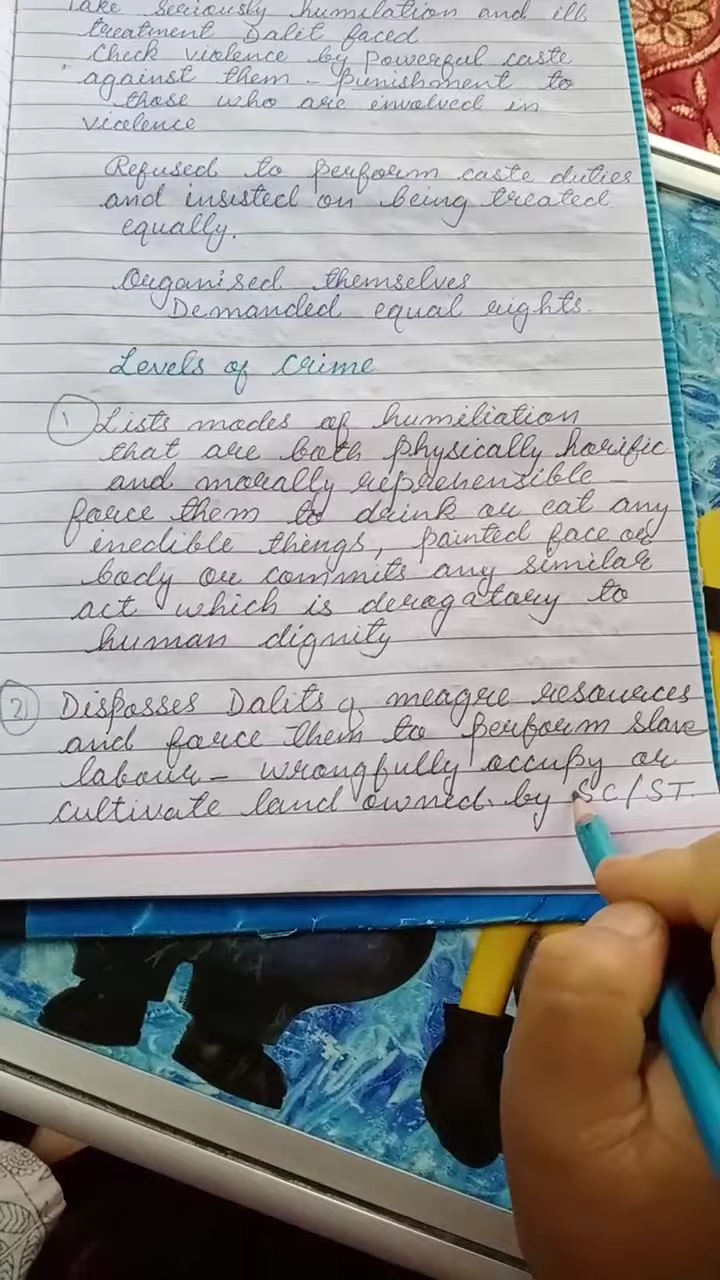 Take seriously humilation and ill
treatment Dalit faced
Check violence by powerful caste
against them - punishment to
those who are involved in
violence
Refused to perform caste duties
and insisted on being treated
equally.
Organised themselves
Demanded equal rights.
Levels of Crime
1) Lists modes of humiliation
that are both physically horific
and morally reprehensible -
force them to drink or eat any
inedible things, painted face or
body or commits any similar
act which is derogatory to
human dignity
2) Disposses Dalits of meagre resources
and force them to perform slave
labour - wrongfully occupy or
cultivate land owned by SC/ST.